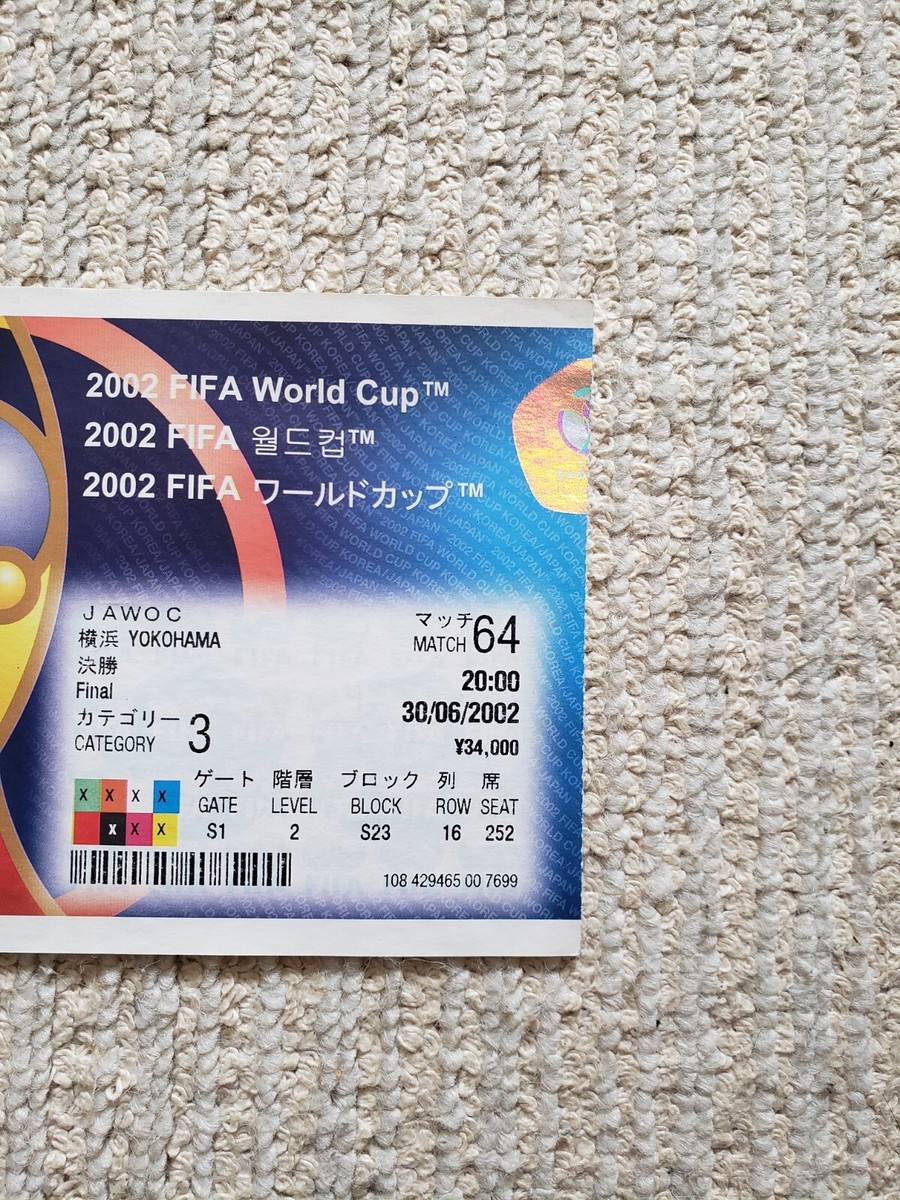 2002 FIFA World Cup™
2002 FIFA 월드컵™
2002 FIFA ワールドカップ™
JAWOC
横浜 YOKOHAMA
決勝
Final
カテゴリー
CATEGORY 3
マッチ
MATCH 64
20:00
30/06/2002
¥34,000
ゲート 階層 ブロック 列 席
GATE LEVEL BLOCK ROW SEAT
S1 2 S23 16 252
X X X X
X X X
108 429465 00 7699